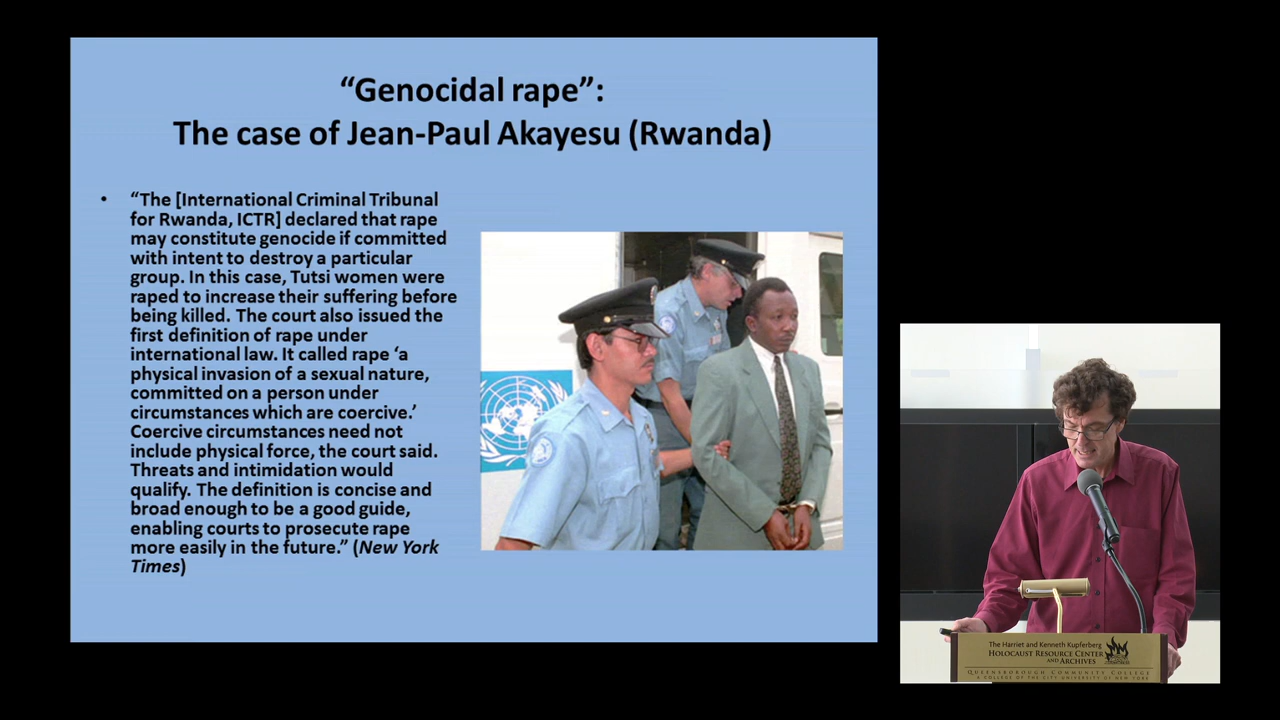 “Genocidal rape”:
The case of Jean-Paul Akayesu (Rwanda)
• “The [International Criminal Tribunal
for Rwanda, ICTR] declared that rape
may constitute genocide if committed
with intent to destroy a particular
group. In this case, Tutsi women were
raped to increase their suffering before
being killed. The court also issued the
first definition of rape under
international law. It called rape ‘a
physical invasion of a sexual nature,
committed on a person under
circumstances which are coercive.’
Coercive circumstances need not
include physical force, the court said.
Threats and intimidation would
qualify. The definition is concise and
broad enough to be a good guide,
enabling courts to prosecute rape
more easily in the future.” (New York
Times)
The Harriet and Kenneth Kupferberg
HOLOCAUST RESOURCE CENTER
AND ARCHIVES
QUEENSBOROUGH COMMUNITY COLLEGE
A COLLEGE OF THE CITY UNIVERSITY OF NEW YORK